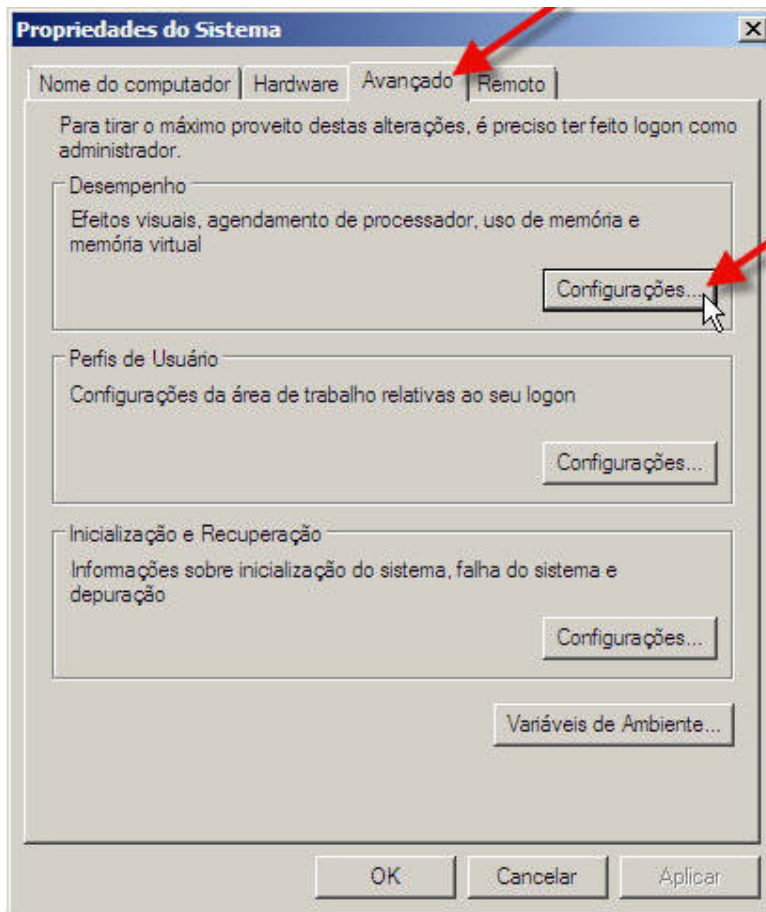 Propriedades do Sistema
Nome do computador Hardware Avançado Remoto
Para tirar o máximo proveito destas alterações, é preciso ter feito logon como
administrador.
Desempenho
Efeitos visuais, agendamento de processador, uso de memória e
memória virtual
Configurações...
Perfis de Usuário
Configurações da área de trabalho relativas ao seu logon
Configurações...
Inicialização e Recuperação
Informações sobre inicialização do sistema, falha do sistema e
depuração
Configurações...
Variáveis de Ambiente...
OK Cancelar Aplicar